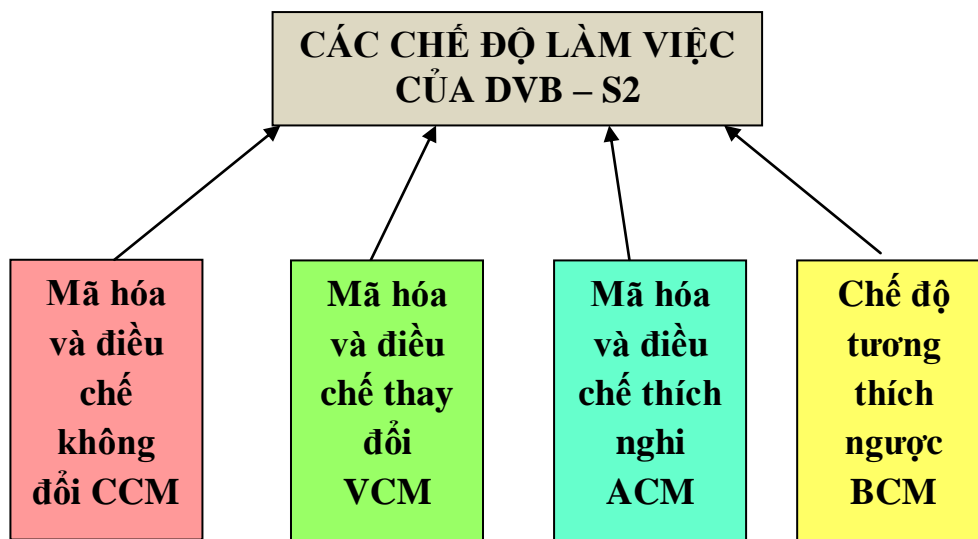 CÁC CHẾ ĐỘ LÀM VIỆC
CỦA DVB – S2
Mã hóa
và điều
chế
không
đổi CCM
Mã hóa
và điều
chế thay
đổi
VCM
Mã hóa
và điều
chế thích
nghi
ACM
Chế độ
tương
thích
ngược
BCM